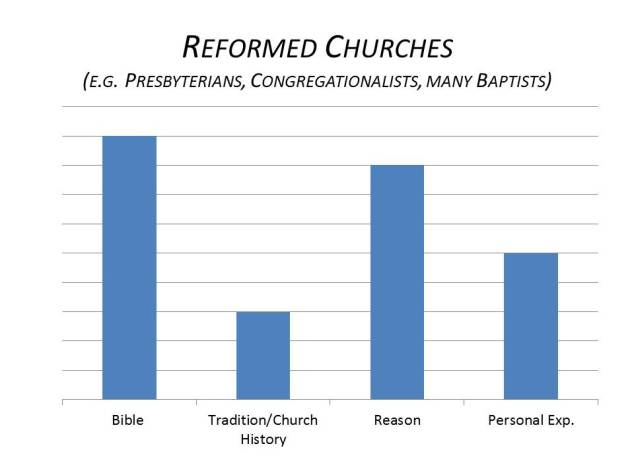 REFORMED CHURCHES
(E.G. PRESBYTERIANS, CONGREGATIONALISTS, MANY BAPTISTS)
Bible Tradition/Church Reason Personal Exp.
History